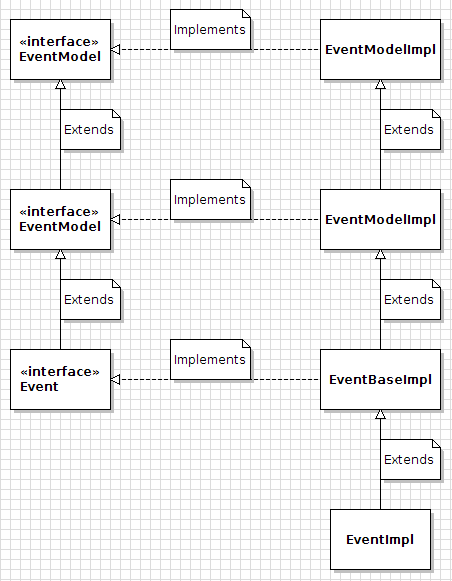 «interface»
EventModel
Implements
EventModelImpl
Extends
Extends
«interface»
EventModel
Implements
EventModelImpl
Extends
Extends
«interface»
Event
Implements
EventBaseImpl
Extends
EventImpl